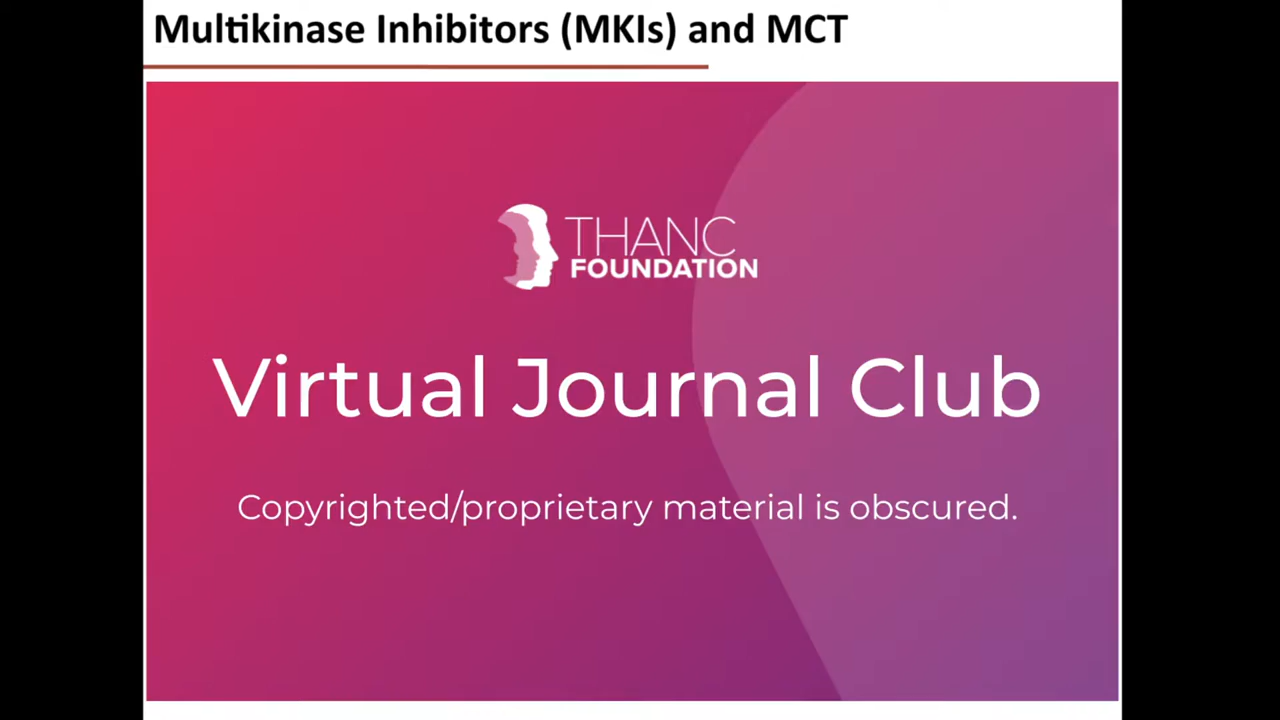 Multikinase Inhibitors (MKIs) and MCT
THANC
FOUNDATION
Virtual Journal Club
Copyrighted/proprietary material is obscured.